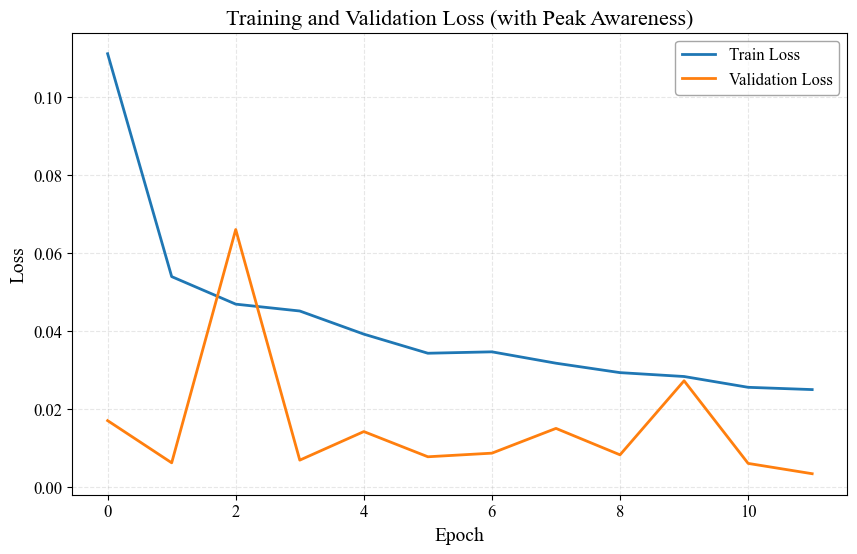 Training and Validation Loss (with Peak Awareness)
Train Loss
Validation Loss
Loss
0.10
0.08
0.06
0.04
0.02
0.00
0 2 4 6 8 10
Epoch